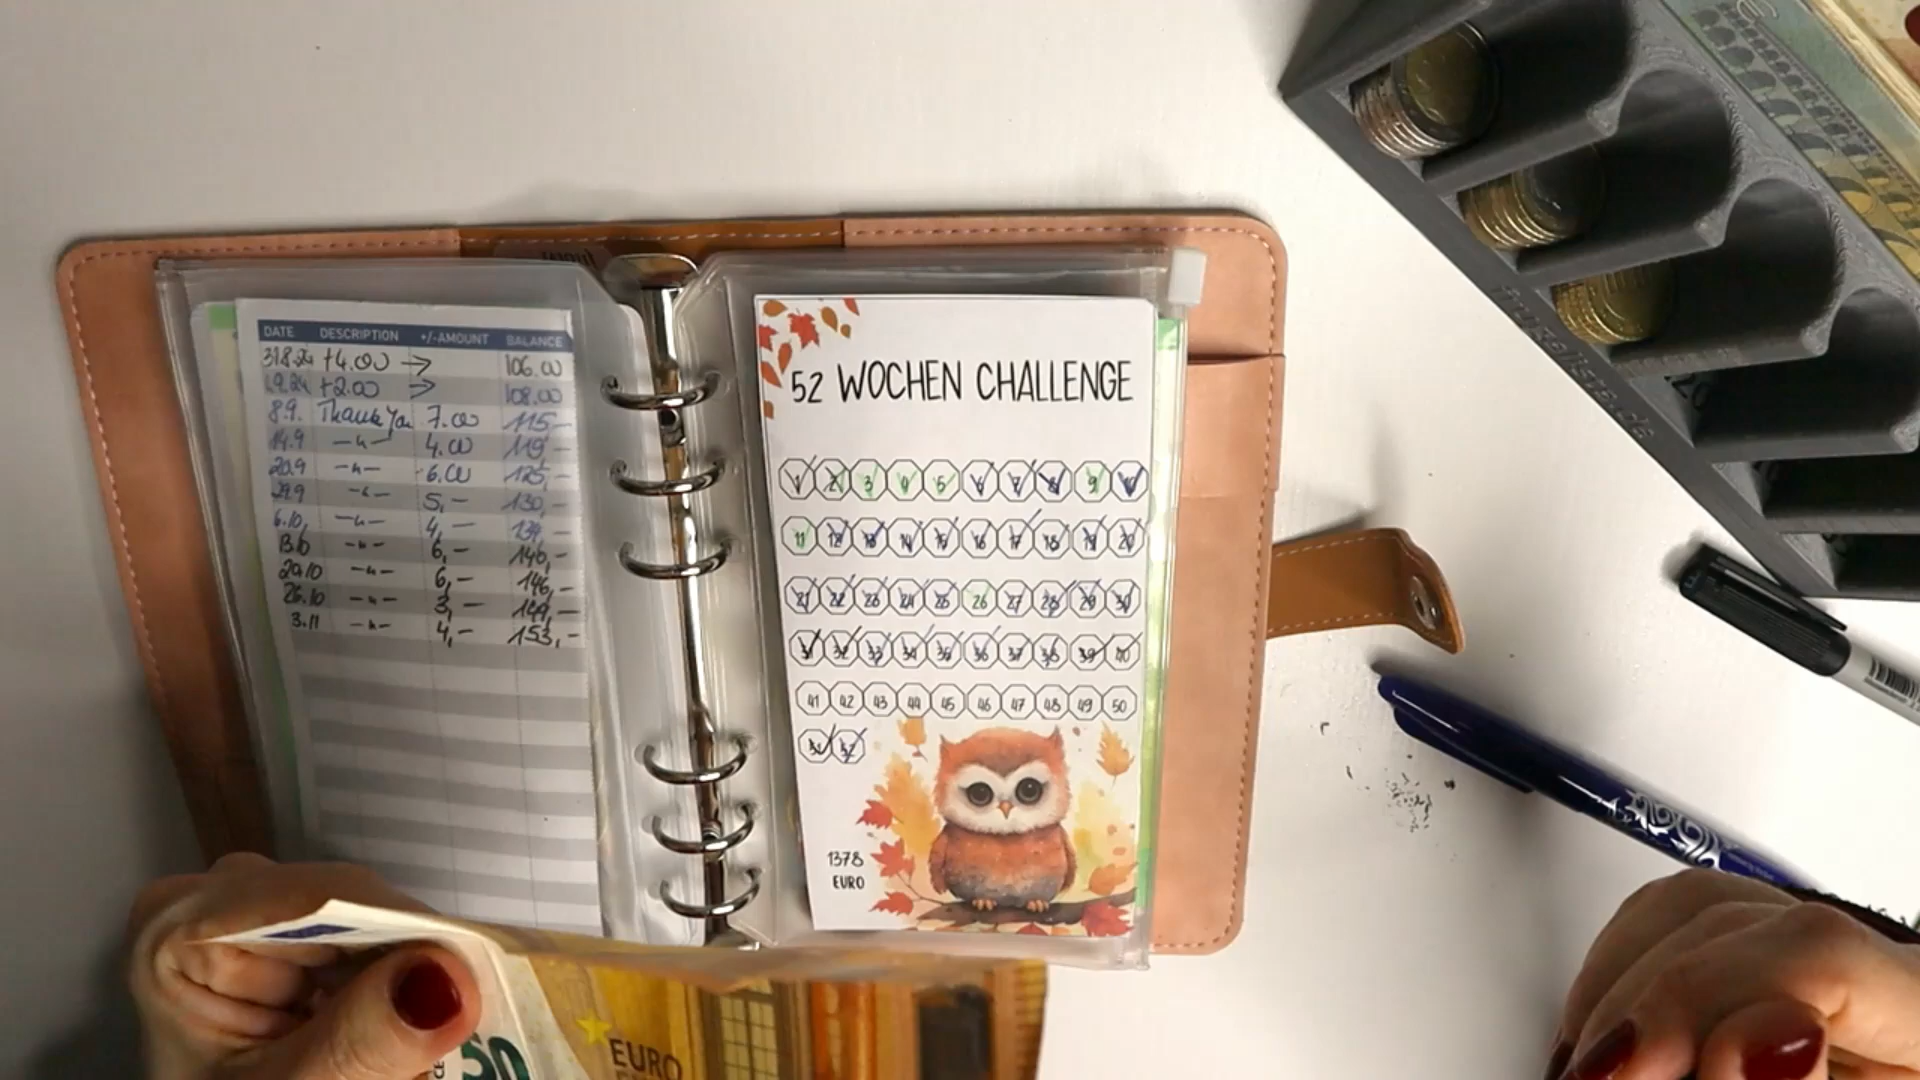 DATE DESCRIPTION +/-AMOUNT BALANCE
31.8.24 +4.00 → 106.00
1.9.24 +2.00 → 108.00
8.9. Thank You 7.00 115,-
14.9 -"- 4.00 119,-
20.9 -"- 6.00 125,-
29.9 -"- 5,- 130,-
6.10, -"- 4,- 134,-
13.10 -"- 6,- 140,-
20.10 -"- 6,- 146,-
26.10 -"- 3,- 149,-
3.11 -"- 4,- 153,-
52 WOCHEN CHALLENGE
1 2 3 4 5 6 7 8 9 10
11 12 13 14 15 16 17 18 19 20
21 22 23 24 25 26 27 28 29 30
31 32 33 34 35 36 37 38 39 40
41 42 43 44 45 46 47 48 49 50
51 52
1378
EURO
50
EURO